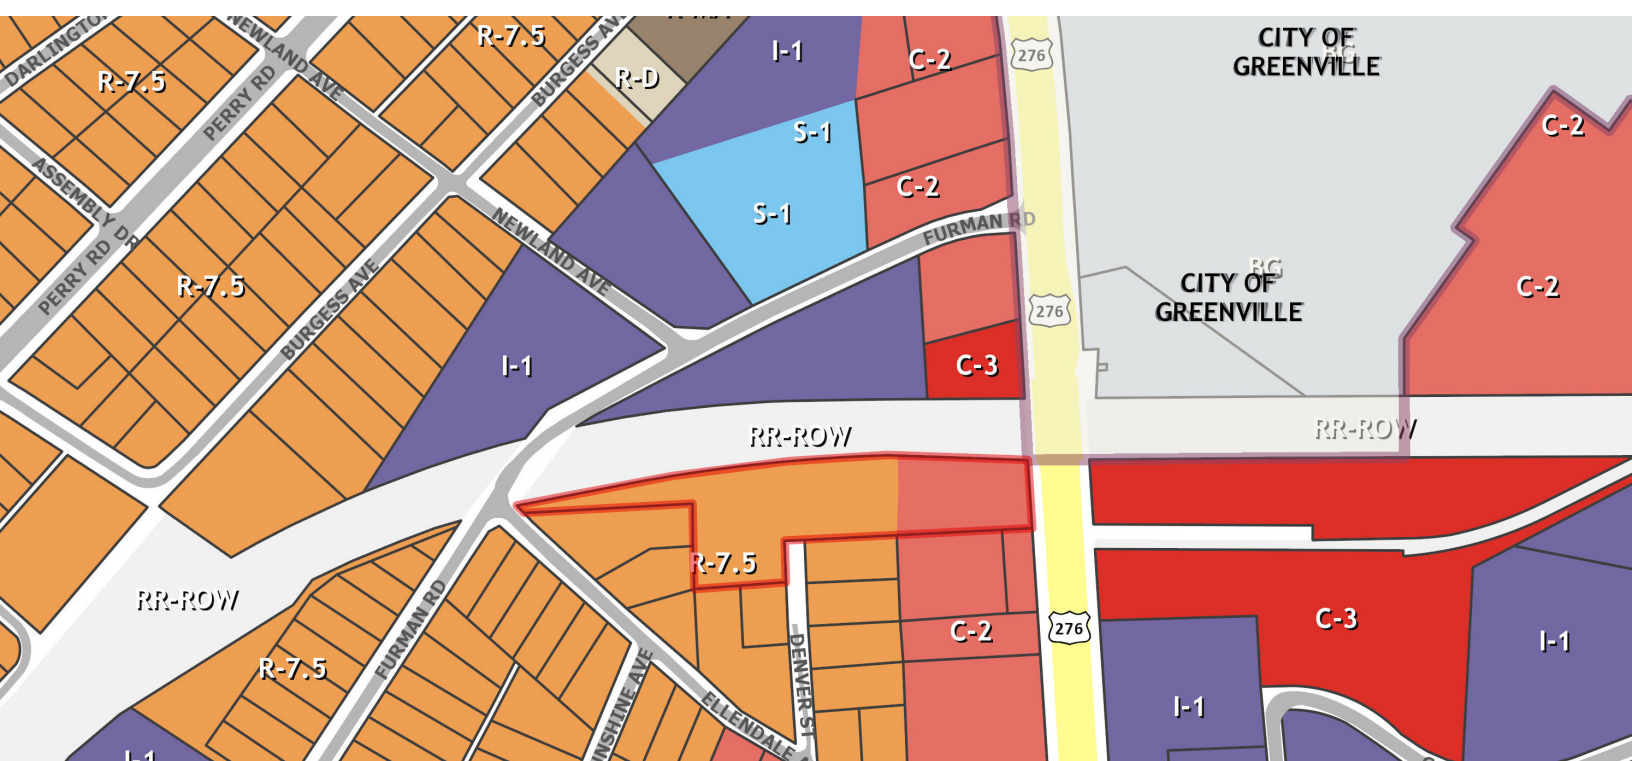 DARLINGTON
NEWLAND AVE
R-7.5
BURGESS AVE
I-1
C-2
276
CITY OF
GREENVILLE
BG
R-7.5
PERRY RD
R-D
S-1
C-2
ASSEMBLY DR
C-2
S-1
NEWLAND AVE
FURMAN RD
PERRY RD
R-7.5
BURGESS AVE
BG
CITY OF
GREENVILLE
276
C-2
I-1
C-3
RR-ROW
RR-ROW
R-7.5
RR-ROW
FURMAN RD
R-7.5
C-2
276
C-3
I-1
DENVER ST
ELLENDALE
I-1
I-1